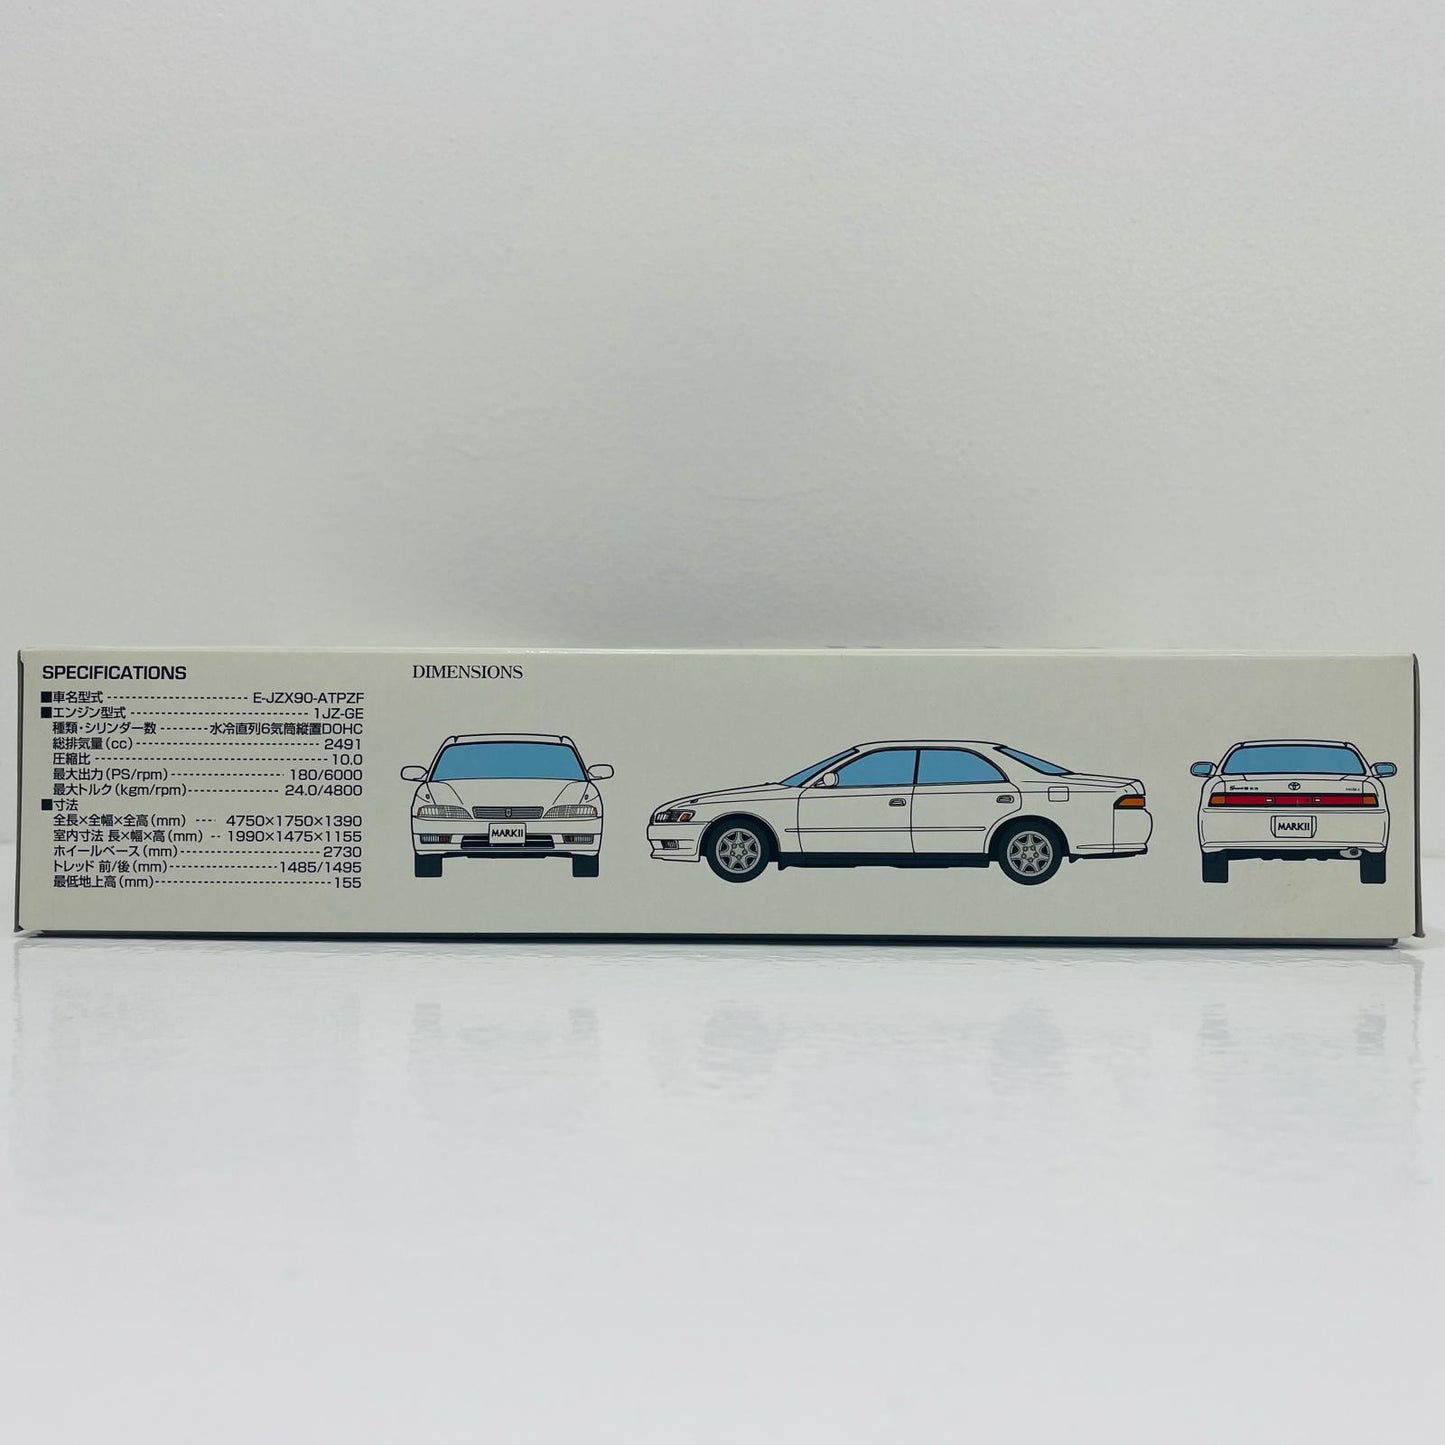 SPECIFICATIONS
■車名型式 E-JZX90-ATPZF
■エンジン型式 1JZ-GE
種類・シリンダー数 水冷直列6気筒縦置DOHC
総排気量(cc) 2491
圧縮比 10.0
最大出力(PS/rpm) 180/6000
最大トルク(kgm/rpm) 24.0/4800
■寸法
全長×全幅×全高(mm) 4750×1750×1390
室内寸法 長×幅×高(mm) 1990×1475×1155
ホイールベース(mm) 2730
トレッド 前/後(mm) 1485/1495
最低地上高(mm) 155
DIMENSIONS
MARKII
MARKII